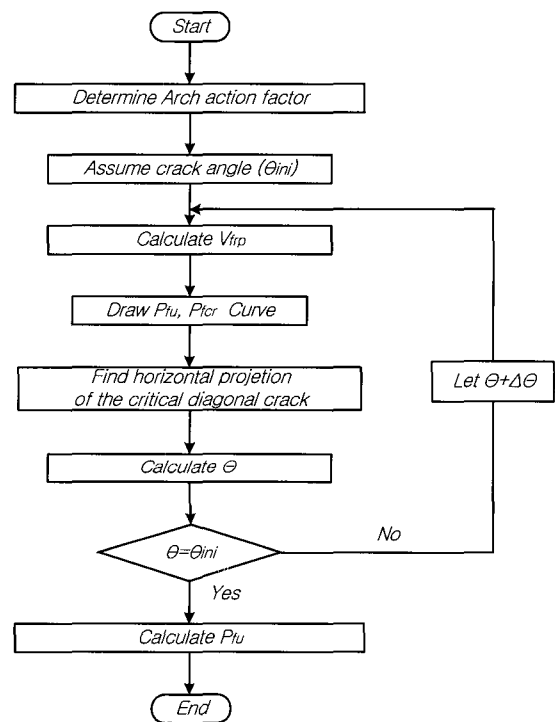 Start
Determine Arch action factor
Assume crack angle (Θini)
Calculate Vfrp
Draw Pfu, Pfcr Curve
Find horizontal projetion
of the critical diagonal crack
Let Θ+ΔΘ
Calculate Θ
Θ=Θini
No
Yes
Calculate Pfu
End